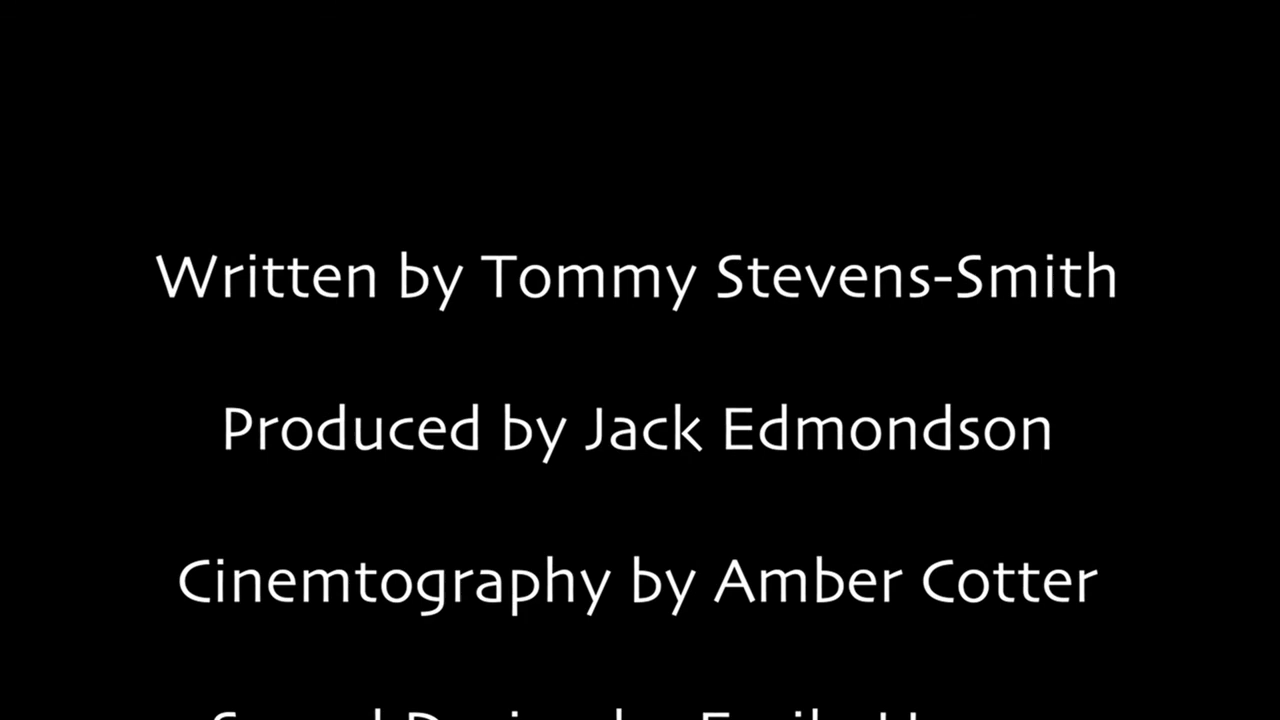 Written by Tommy Stevens-Smith
Produced by Jack Edmondson
Cinemtography by Amber Cotter